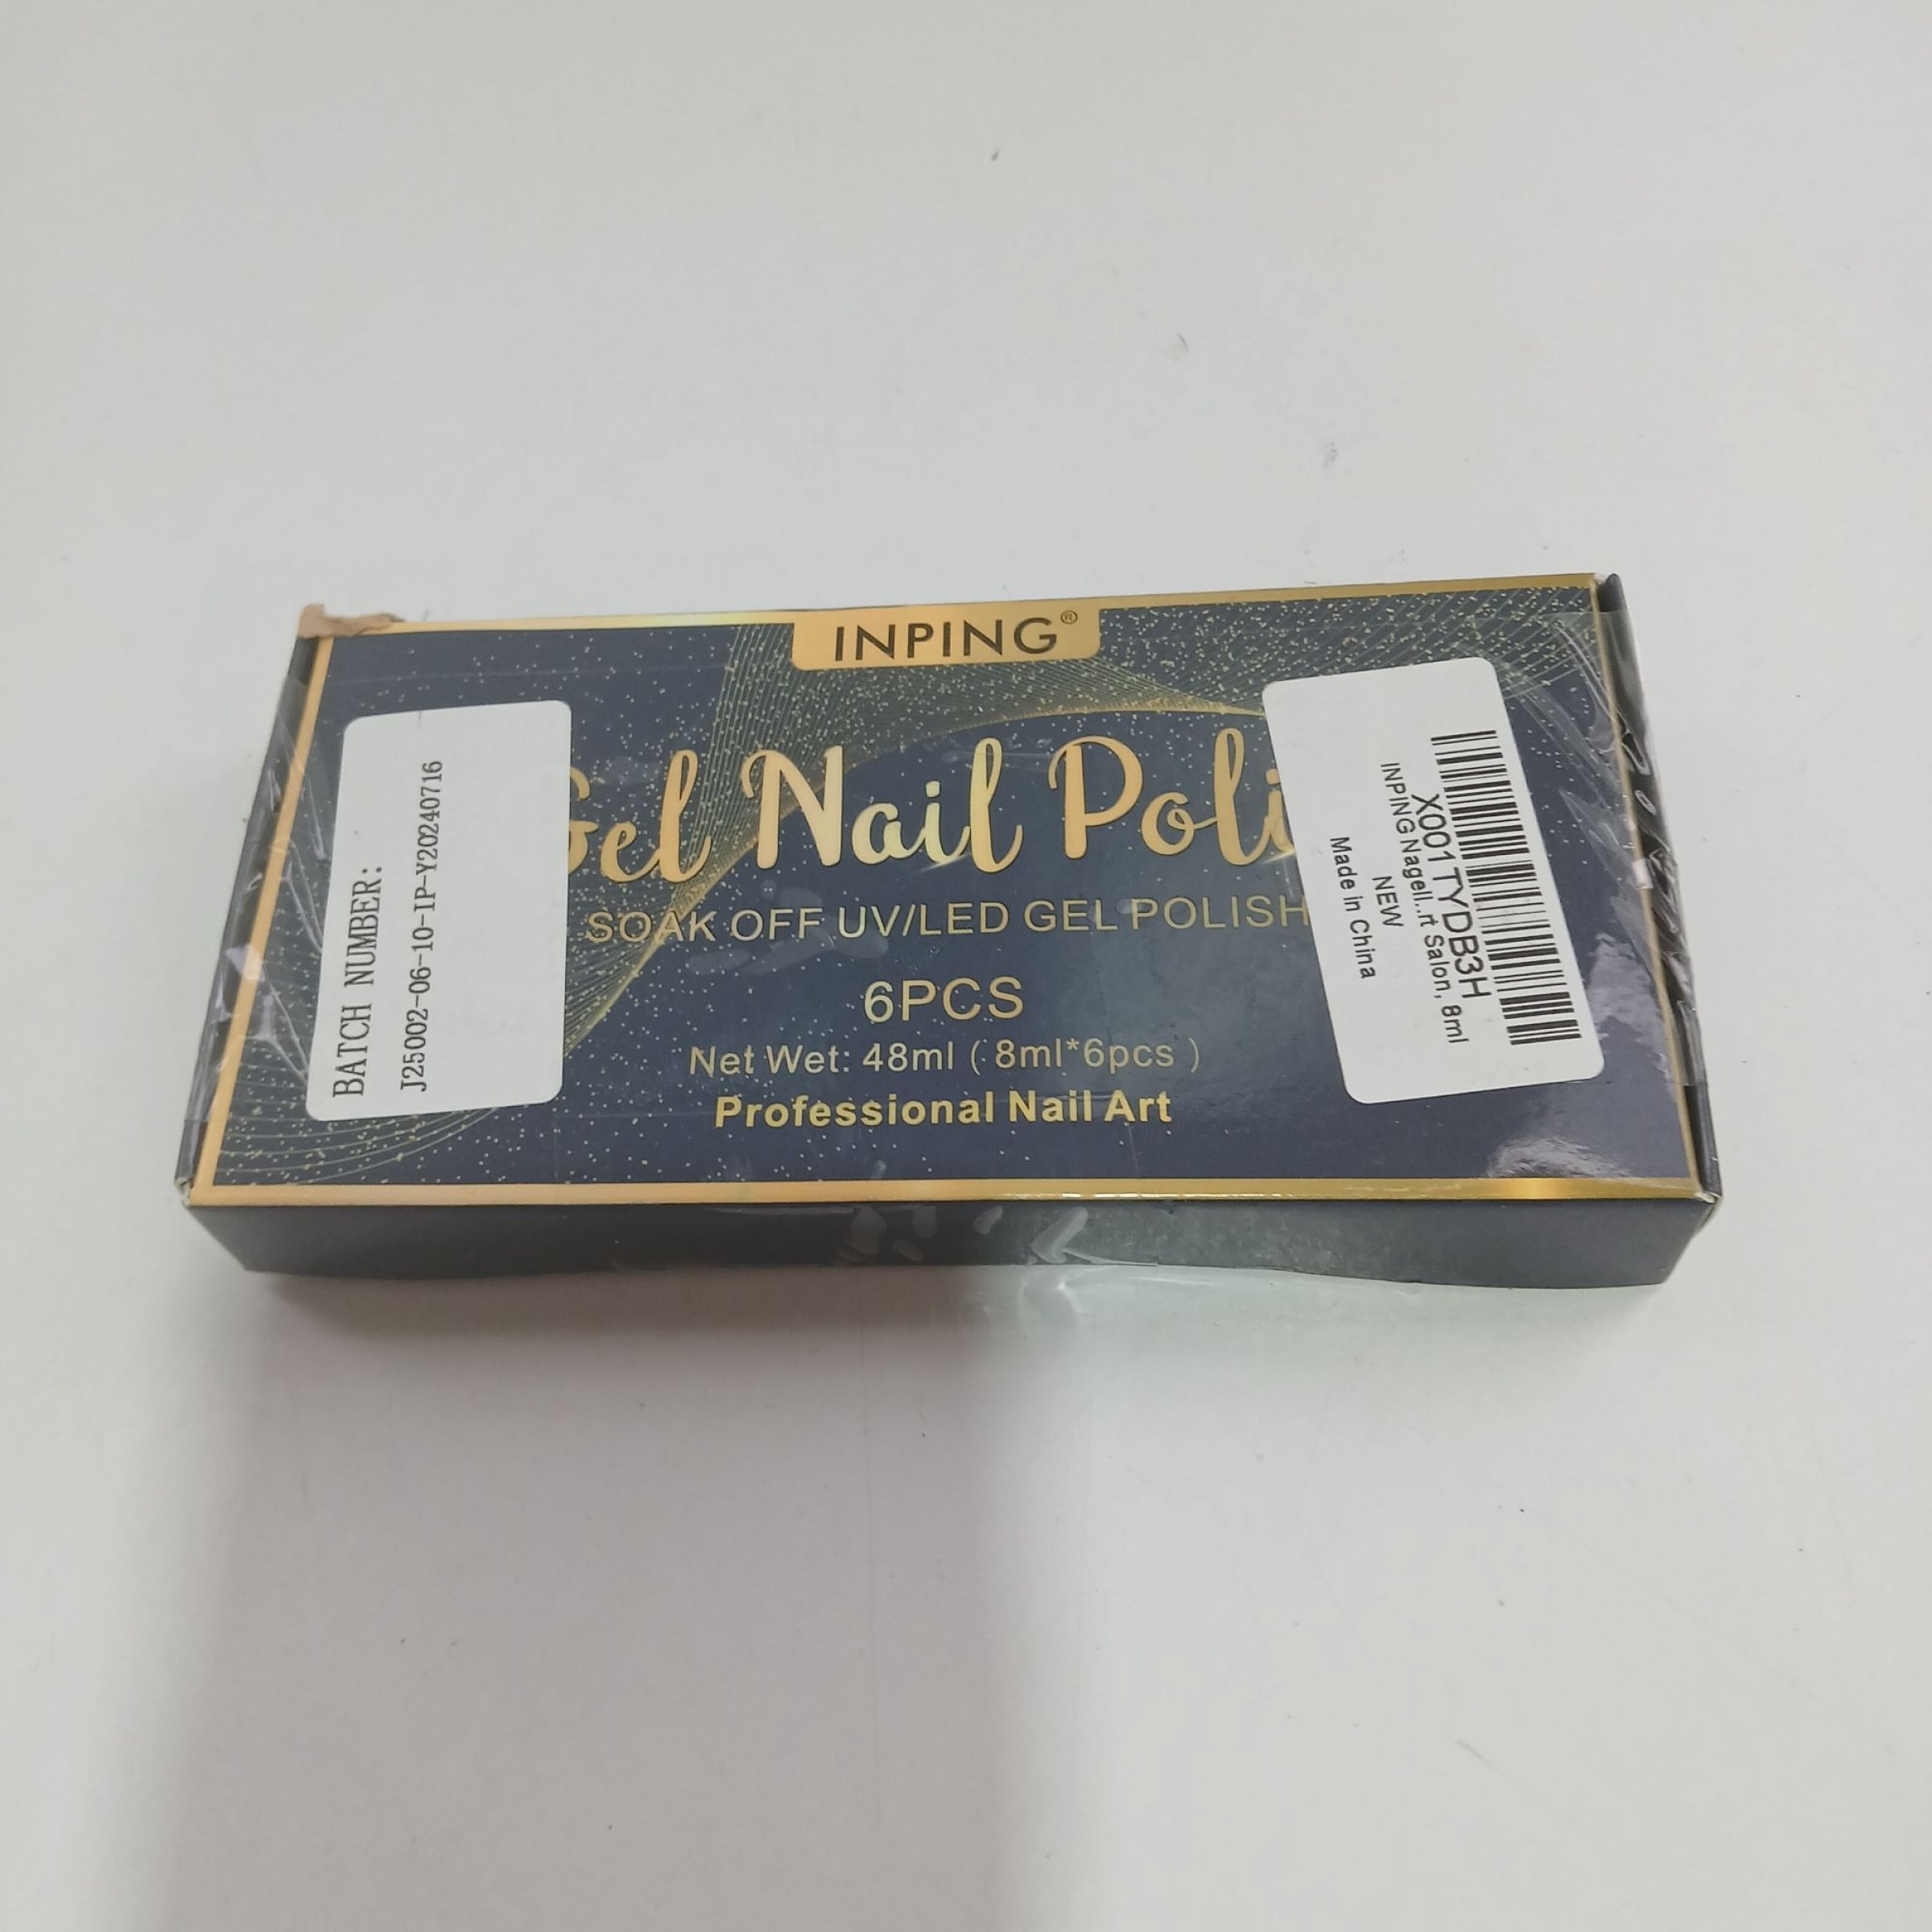 INPING®
Gel Nail Poli
SOAK OFF UV/LED GEL POLISH
6PCS
Net Wet: 48ml ( 8ml*6pcs )
Professional Nail Art
BATCH NUMBER:
J25002-06-10-IP-Y20240716
X001TYDB3H
INPING Nagell...rt Salon, 8ml
NEW
Made in China